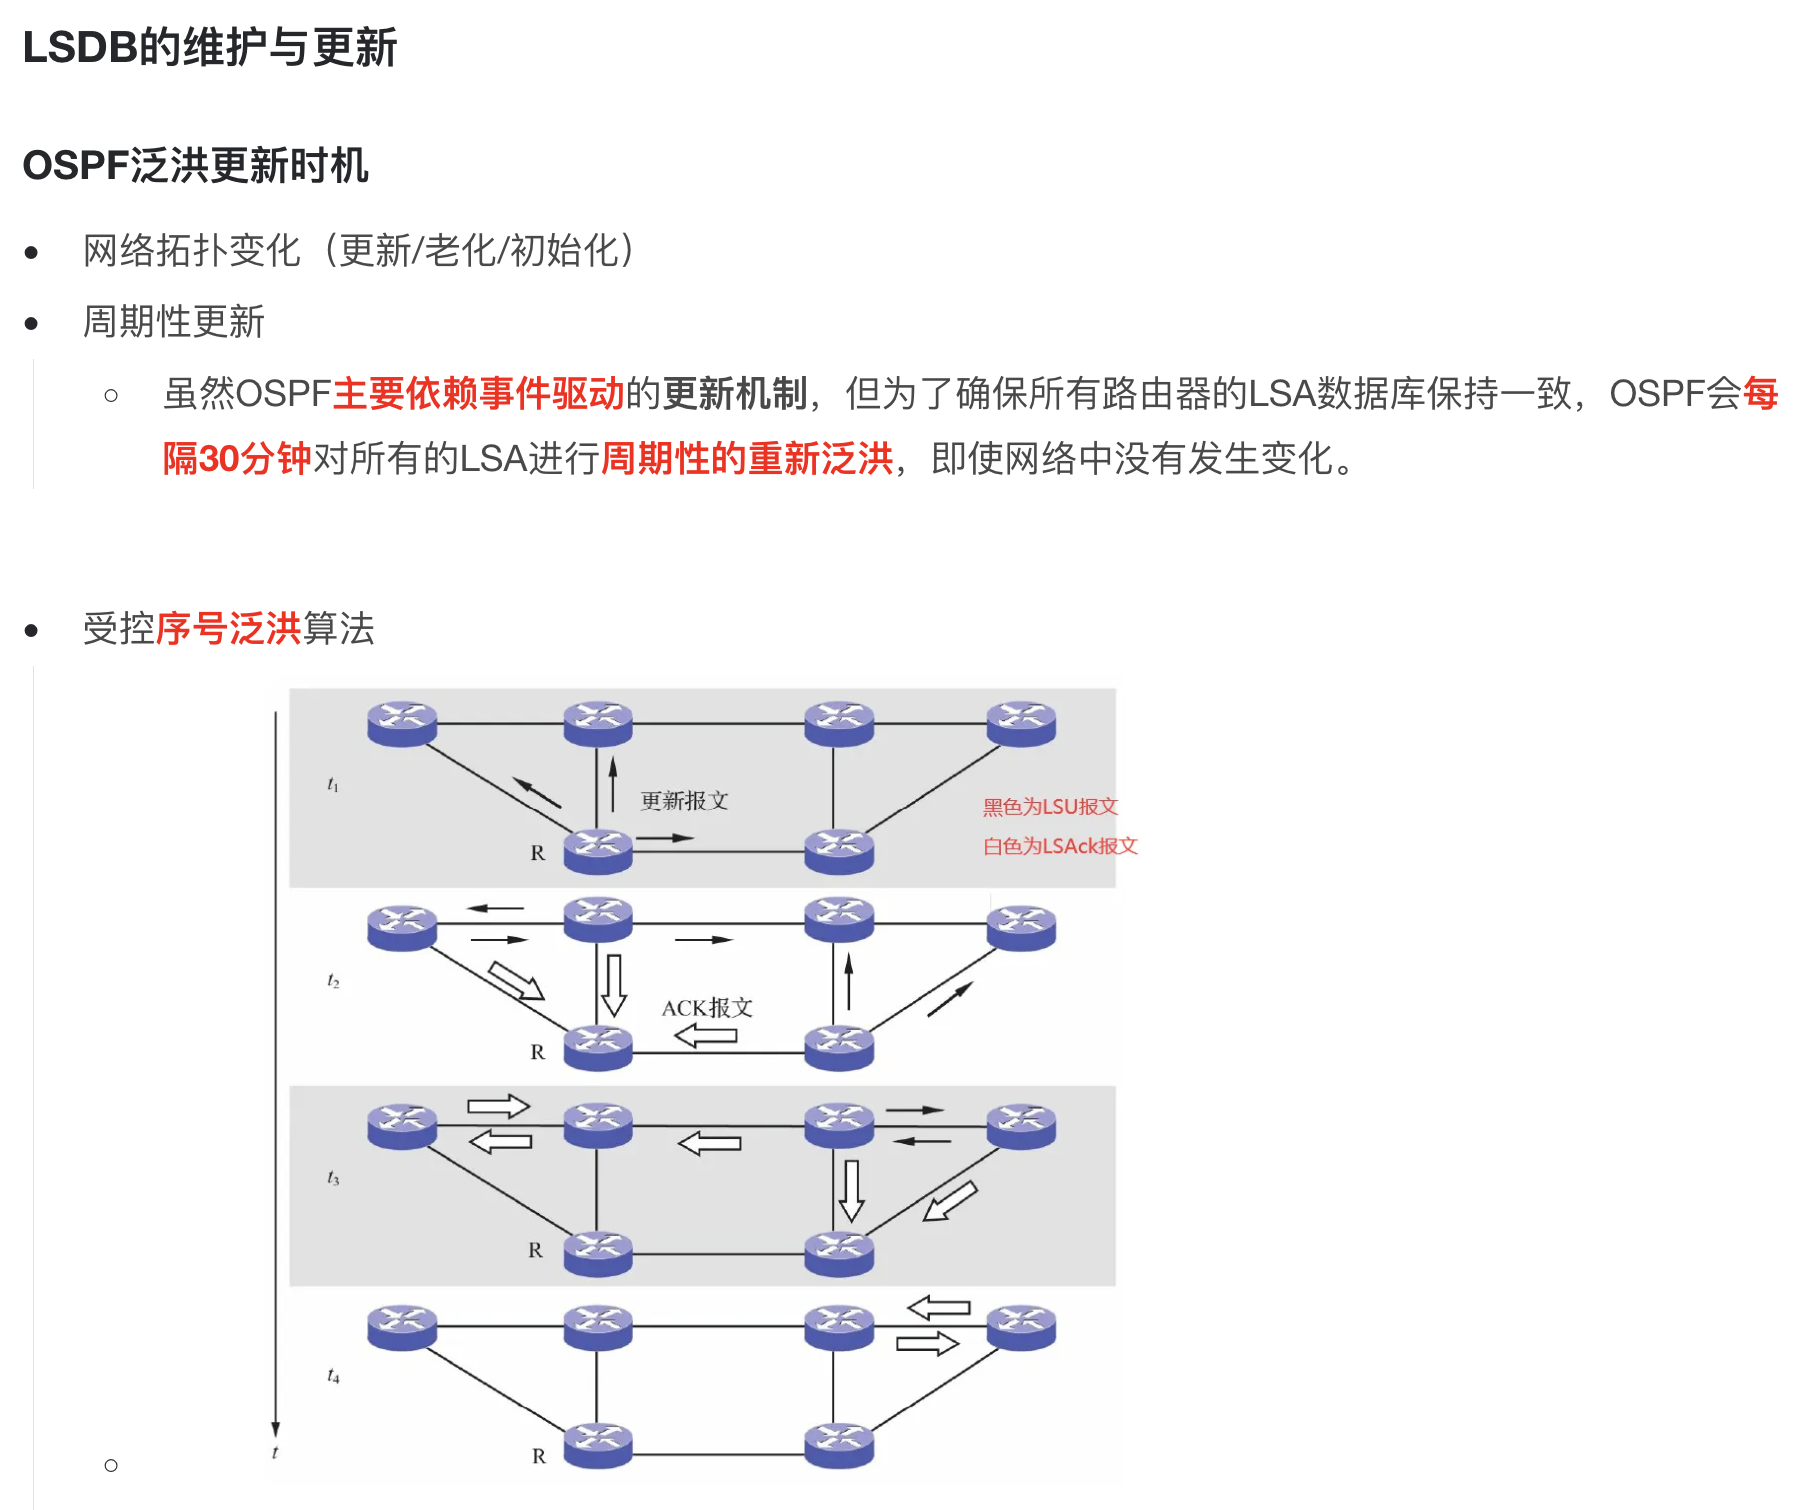 LSDB的维护与更新
OSPF泛洪更新时机
网络拓扑变化（更新/老化/初始化）
周期性更新
虽然OSPF主要依赖事件驱动的更新机制，但为了确保所有路由器的LSA数据库保持一致，OSPF会每
隔30分钟对所有的LSA进行周期性的重新泛洪，即使网络中没有发生变化。
受控序号泛洪算法
t1
更新报文
黑色为LSU报文
白色为LSAck报文
R
t2
ACK报文
R
t3
R
t4
R
t